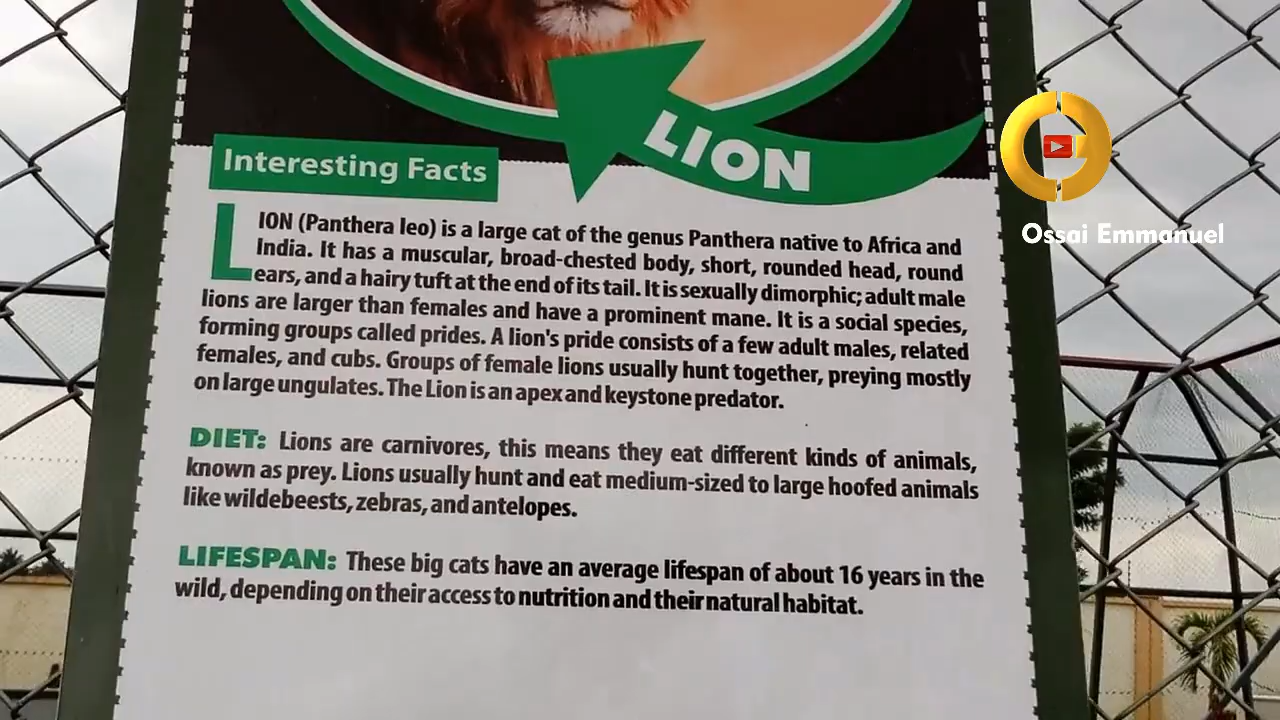 LION
Interesting Facts
LION (Panthera leo) is a large cat of the genus Panthera native to Africa and
India. It has a muscular, broad-chested body, short, rounded head, round
ears, and a hairy tuft at the end of its tail. It is sexually dimorphic; adult male
lions are larger than females and have a prominent mane. It is a social species,
forming groups called prides. A lion's pride consists of a few adult males, related
females, and cubs. Groups of female lions usually hunt together, preying mostly
on large ungulates. The Lion is an apex and keystone predator.
DIET: Lions are carnivores, this means they eat different kinds of animals,
known as prey. Lions usually hunt and eat medium-sized to large hoofed animals
like wildebeests, zebras, and antelopes.
LIFESPAN: These big cats have an average lifespan of about 16 years in the
wild, depending on their access to nutrition and their natural habitat.
Ossai Emmanuel